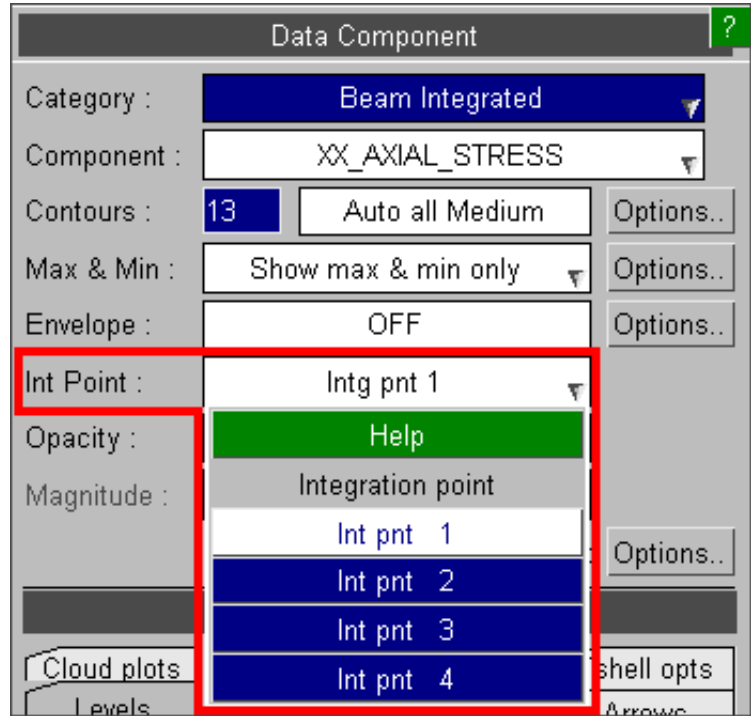 Data Component ?
Category : Beam Integrated
Component : XX_AXIAL_STRESS
Contours : 13 Auto all Medium Options..
Max & Min : Show max & min only Options..
Envelope : OFF Options..
Int Point : Intg pnt 1
Opacity : Help
Magnitude : Integration point
Int pnt 1
Int pnt 2 Options..
Int pnt 3
Cloud plots Int pnt 4 shell opts
Levels Arrows